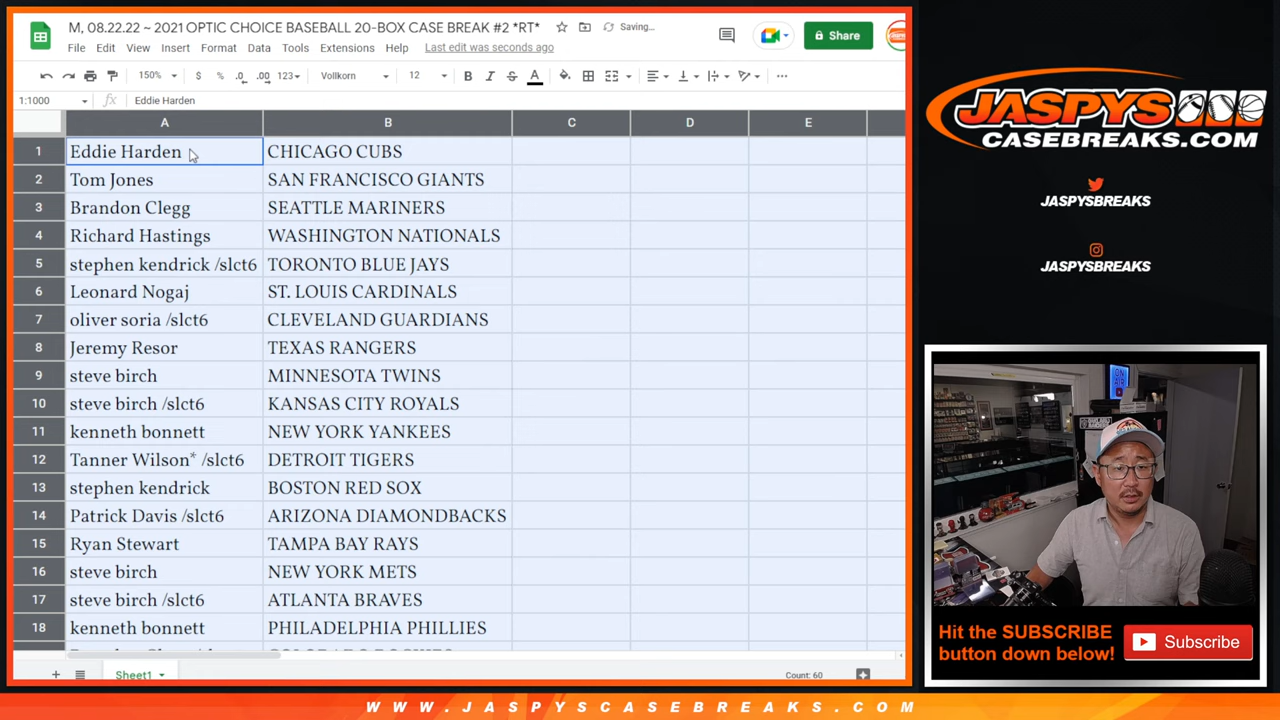 M, 08.22.22 ~ 2021 OPTIC CHOICE BASEBALL 20-BOX CASE BREAK #2 *RT*
Saving...
Share
File Edit View Insert Format Data Tools Extensions Help Last edit was seconds ago
150% $ % .0 .00 123 Vollkorn 12 B I S A
1:1000 fx Eddie Harden
A B C D E
1 Eddie Harden CHICAGO CUBS
2 Tom Jones SAN FRANCISCO GIANTS
3 Brandon Clegg SEATTLE MARINERS
4 Richard Hastings WASHINGTON NATIONALS
5 stephen kendrick /slct6 TORONTO BLUE JAYS
6 Leonard Nogaj ST. LOUIS CARDINALS
7 oliver soria /slct6 CLEVELAND GUARDIANS
8 Jeremy Resor TEXAS RANGERS
9 steve birch MINNESOTA TWINS
10 steve birch /slct6 KANSAS CITY ROYALS
11 kenneth bonnett NEW YORK YANKEES
12 Tanner Wilson* /slct6 DETROIT TIGERS
13 stephen kendrick BOSTON RED SOX
14 Patrick Davis /slct6 ARIZONA DIAMONDBACKS
15 Ryan Stewart TAMPA BAY RAYS
16 steve birch NEW YORK METS
17 steve birch /slct6 ATLANTA BRAVES
18 kenneth bonnett PHILADELPHIA PHILLIES
Sheet1
Count: 60
JASPYS
CASEBREAKS.COM
JASPYSBREAKS
JASPYSBREAKS
Hit the SUBSCRIBE
button down below!
Subscribe
WWW.JASPYSCASEBREAKS.COM